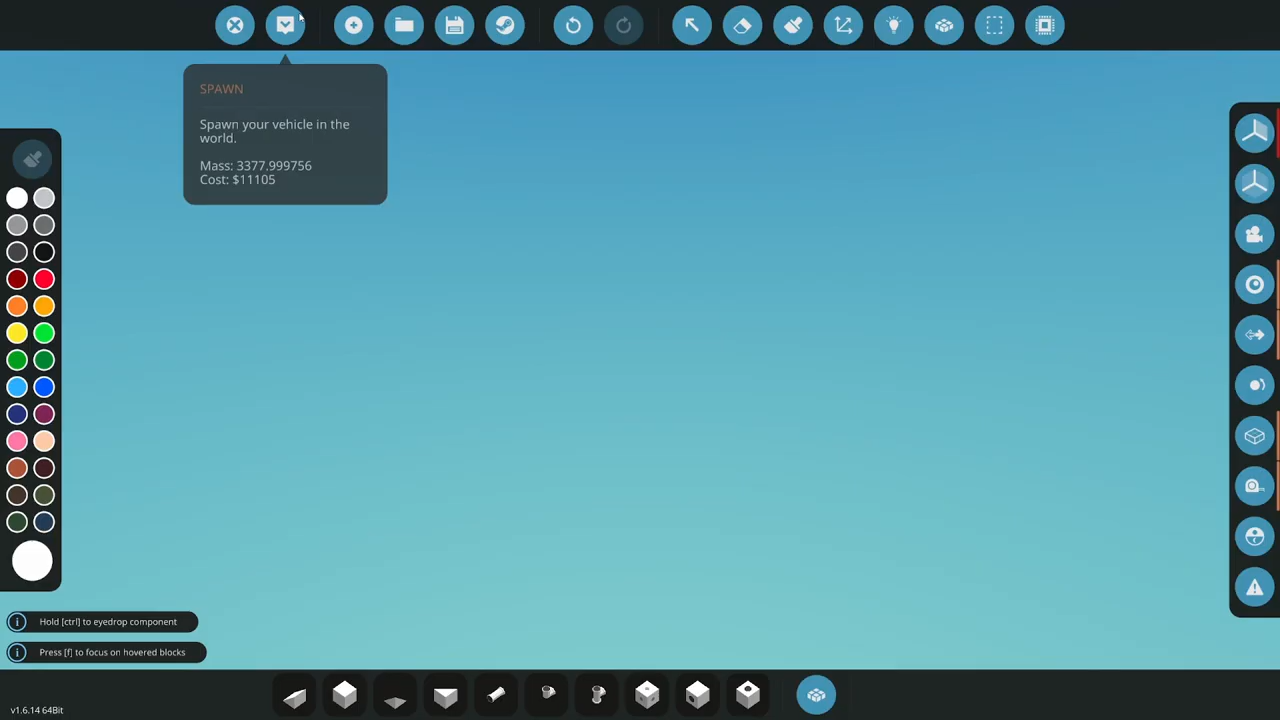 SPAWN
Spawn your vehicle in the
world.
Mass: 3377.999756
Cost: $11105
Hold [ctrl] to eyedrop component
Press [f] to focus on hovered blocks
v1.6.14 64Bit